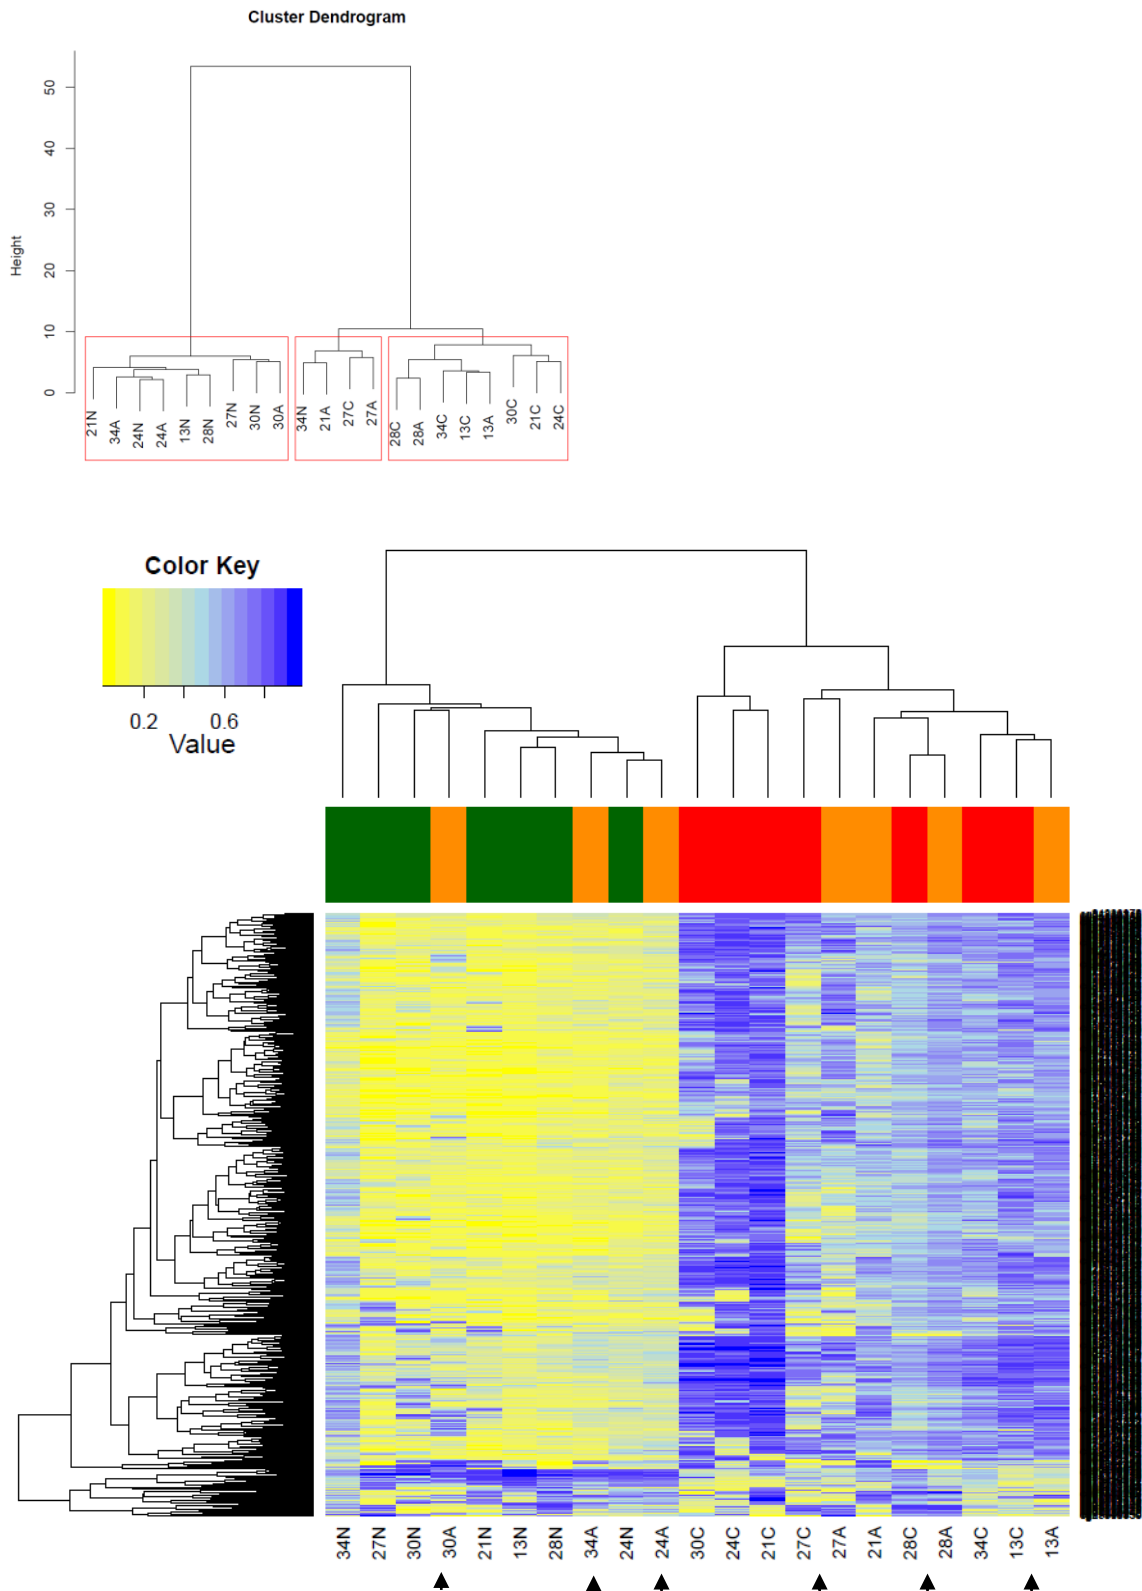 Cluster Dendrogram
Height
50
40
30
20
10
0
21N 34A 24N 24A 13N 28N 27N 30N 30A 34N 21A 27C 27A 28C 28A 34C 13C 13A 30C 21C 24C
Color Key
0.2 0.6
Value
34N 27N 30N 30A 21N 13N 28N 34A 24N 24A 30C 24C 21C 27C 27A 21A 28C 28A 34C 13C 13A